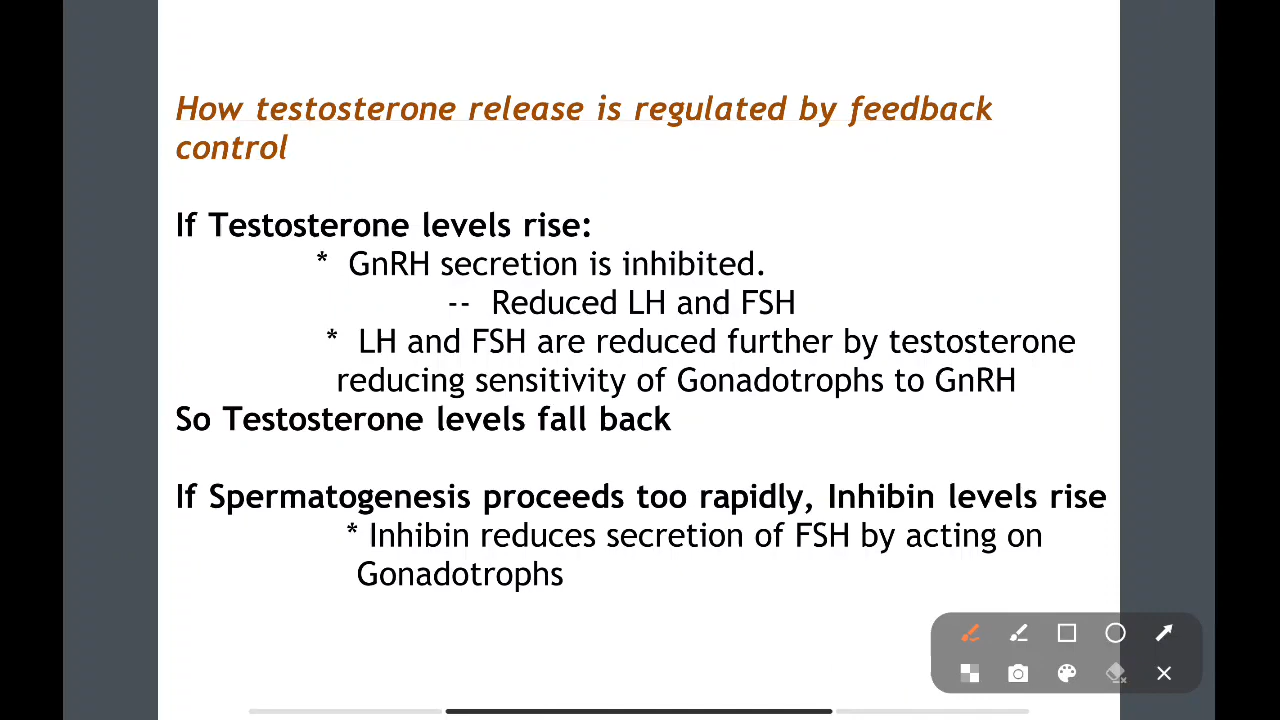 How testosterone release is regulated by feedback
control
If Testosterone levels rise:
* GnRH secretion is inhibited.
-- Reduced LH and FSH
* LH and FSH are reduced further by testosterone
reducing sensitivity of Gonadotrophs to GnRH
So Testosterone levels fall back
If Spermatogenesis proceeds too rapidly, Inhibin levels rise
* Inhibin reduces secretion of FSH by acting on
Gonadotrophs